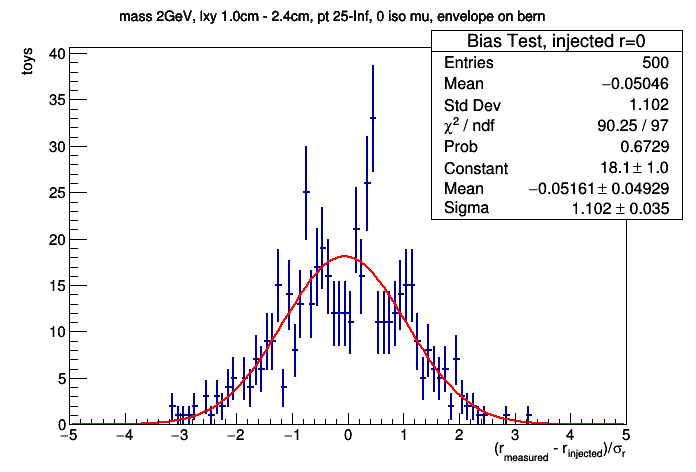 mass 2GeV, lxy 1.0cm - 2.4cm, pt 25-Inf, 0 iso mu, envelope on bern
Bias Test, injected r=0
Entries 500
Mean −0.05046
Std Dev 1.102
χ² / ndf 90.25 / 97
Prob 0.6729
Constant 18.1 ± 1.0
Mean −0.05161 ± 0.04929
Sigma 1.102 ± 0.035
toys
40
35
30
25
20
15
10
5
0
−5 −4 −3 −2 −1 0 1 2 3 4 5
(r_measured - r_injected)/σ_r